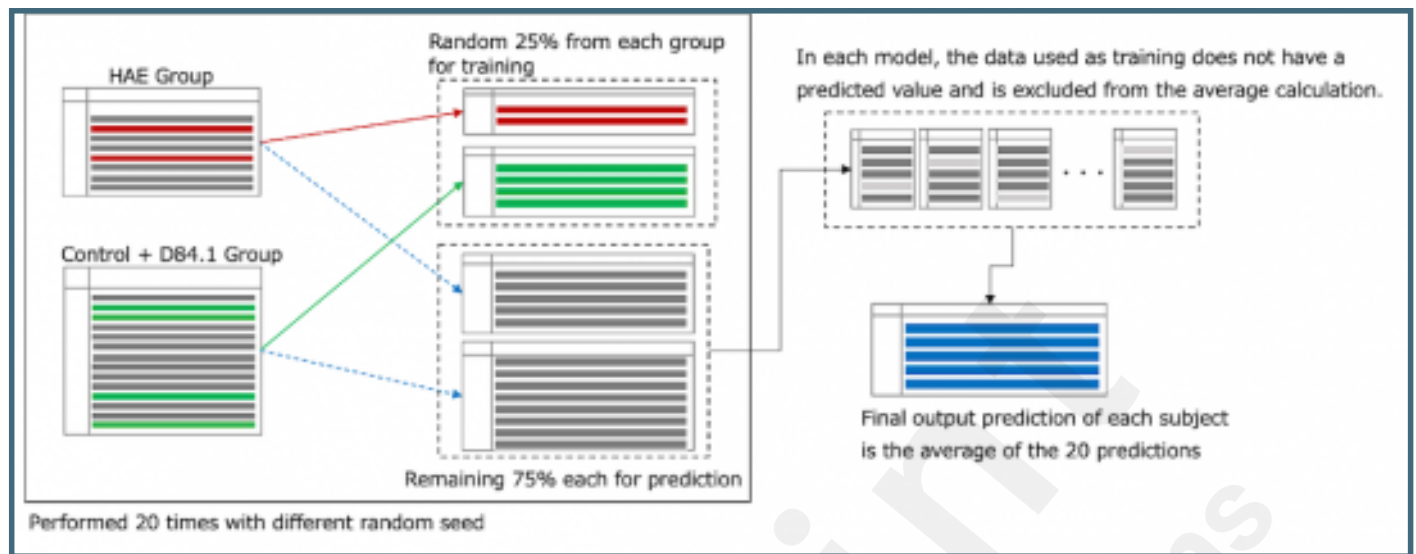 Random 25% from each group
for training
HAE Group
Control + D84.1 Group
Remaining 75% each for prediction
Performed 20 times with different random seed
In each model, the data used as training does not have a
predicted value and is excluded from the average calculation.
. . .
Final output prediction of each subject
is the average of the 20 predictions